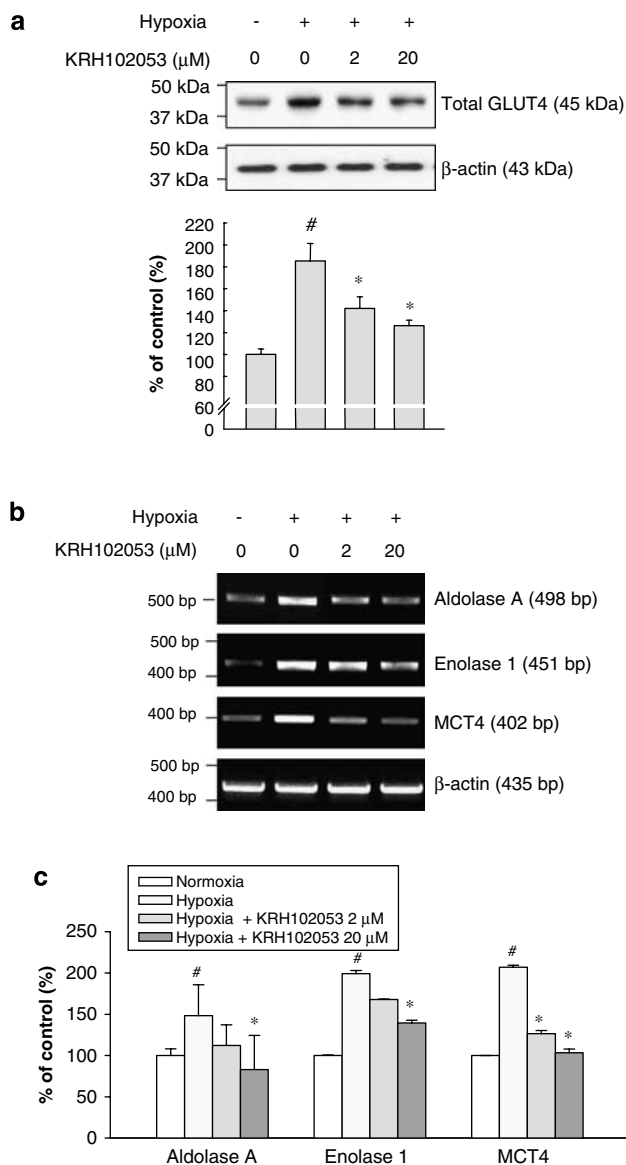 a
Hypoxia - + + +
KRH102053 (μM) 0 0 2 20
50 kDa
37 kDa
Total GLUT4 (45 kDa)
50 kDa
37 kDa
β-actin (43 kDa)
% of control (%)
220
200
180
160
140
120
100
80
60
0
#
*
*
b
Hypoxia - + + +
KRH102053 (μM) 0 0 2 20
500 bp
Aldolase A (498 bp)
500 bp
400 bp
Enolase 1 (451 bp)
400 bp
MCT4 (402 bp)
500 bp
400 bp
β-actin (435 bp)
c
Normoxia
Hypoxia
Hypoxia + KRH102053 2 μM
Hypoxia + KRH102053 20 μM
% of control (%)
250
200
150
100
50
0
# *
# *
# * *
Aldolase A Enolase 1 MCT4